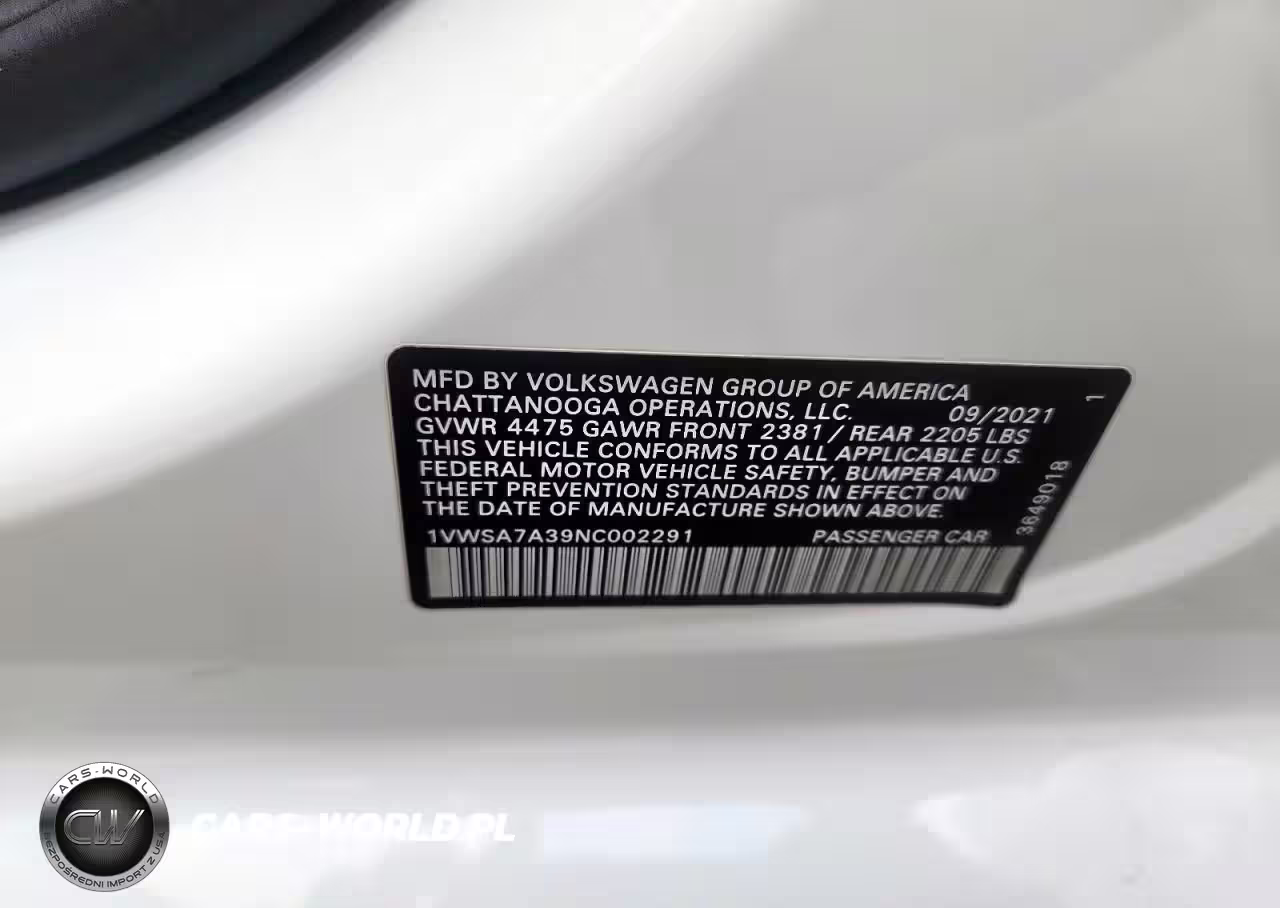 MFD BY VOLKSWAGEN GROUP OF AMERICA
CHATTANOOGA OPERATIONS, LLC. 09/2021
GVWR 4475 GAWR FRONT 2381 / REAR 2205 LBS
THIS VEHICLE CONFORMS TO ALL APPLICABLE U.S.
FEDERAL MOTOR VEHICLE SAFETY, BUMPER AND
THEFT PREVENTION STANDARDS IN EFFECT ON
THE DATE OF MANUFACTURE SHOWN ABOVE.
1VWSA7A39NC002291 PASSENGER CAR
3649018
1
CARS-WORLD
CW
BEZPOŚREDNI IMPORT Z USA
CARS-WORLD.PL